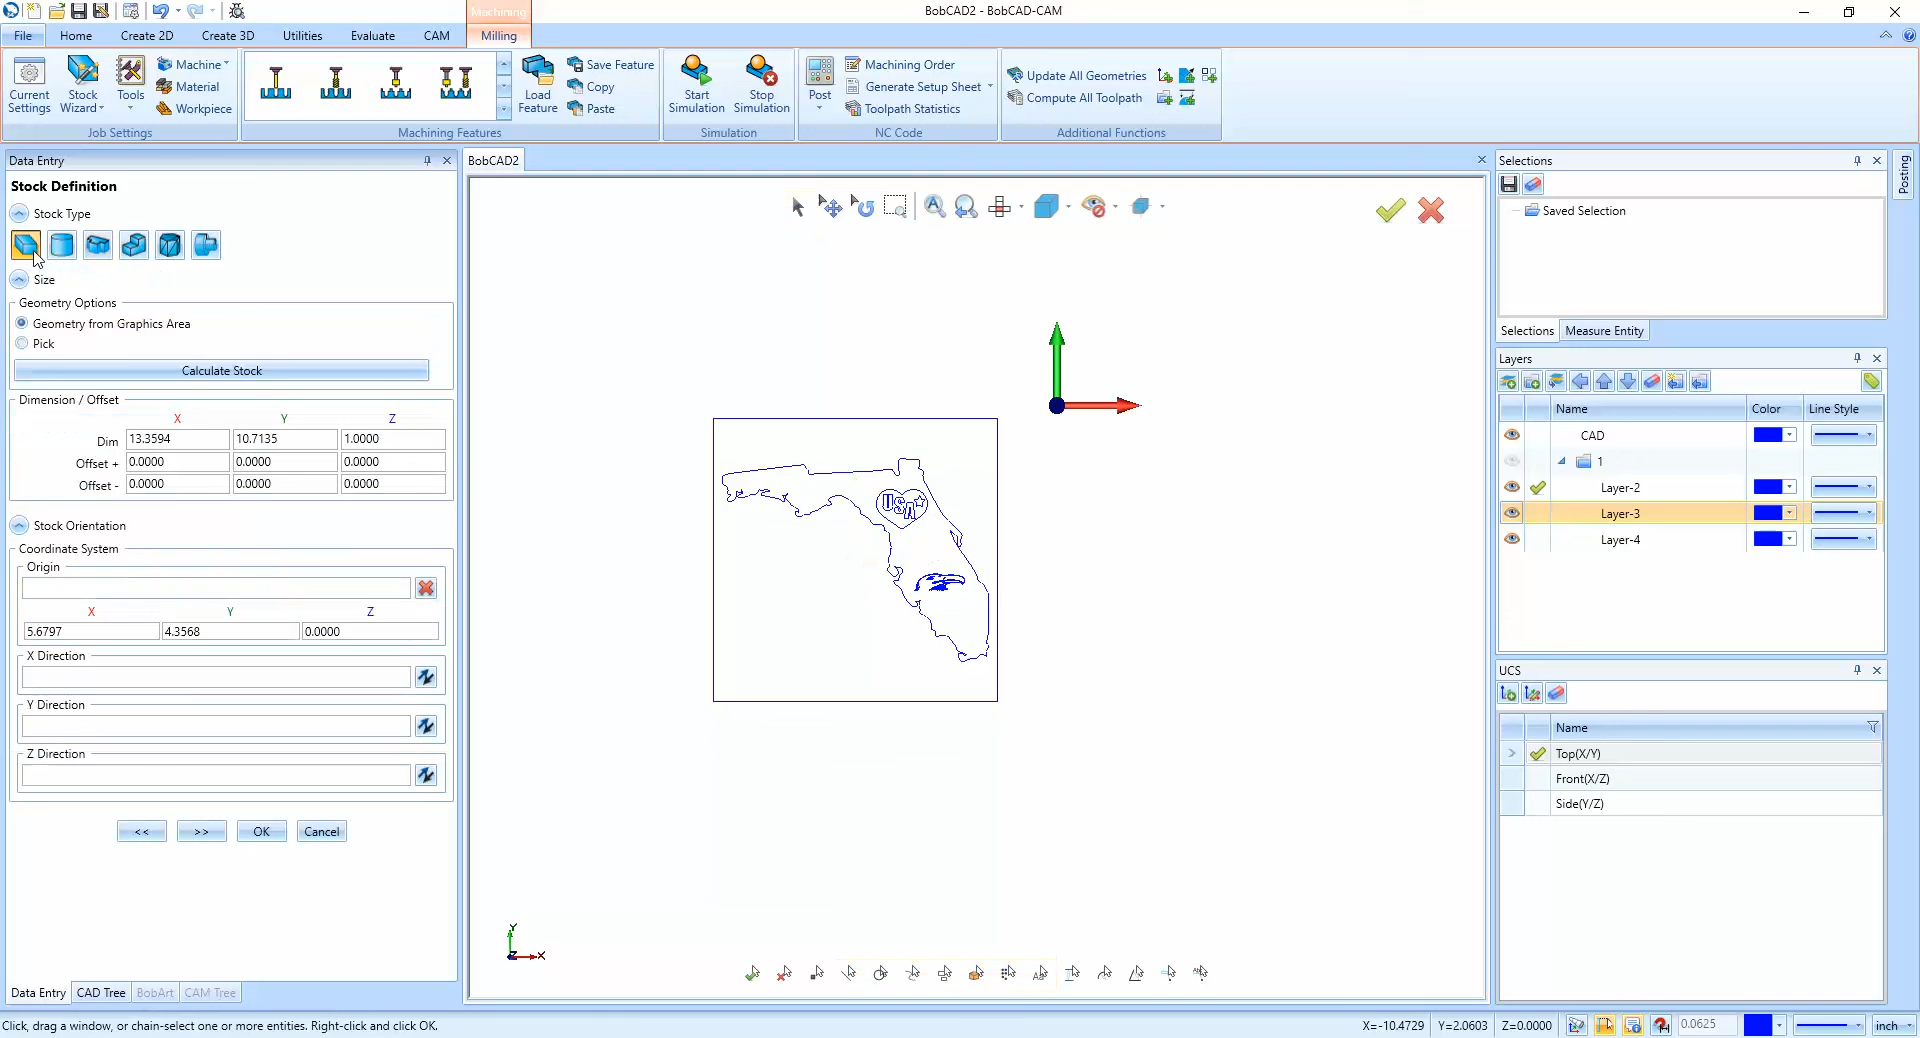 BobCAD2 - BobCAD-CAM
Machining
File Home Create 2D Create 3D Utilities Evaluate CAM Milling
Current Settings
Stock Wizard
Tools
Machine
Material
Workpiece
Job Settings
Load Feature
Save Feature
Copy
Paste
Machining Features
Start Simulation
Stop Simulation
Simulation
Post
Machining Order
Generate Setup Sheet
Toolpath Statistics
NC Code
Update All Geometries
Compute All Toolpath
Additional Functions
Data Entry
Stock Definition
Stock Type
Size
Geometry Options
Geometry from Graphics Area
Pick
Calculate Stock
Dimension / Offset
X Y Z
Dim 13.3594 10.7135 1.0000
Offset + 0.0000 0.0000 0.0000
Offset - 0.0000 0.0000 0.0000
Stock Orientation
Coordinate System
Origin
X Y Z
5.6797 4.3568 0.0000
X Direction
Y Direction
Z Direction
<< >> OK Cancel
Data Entry CAD Tree BobArt CAM Tree
BobCAD2
USA
Y
Z X
Selections
Saved Selection
Selections Measure Entity
Posting
Layers
Name Color Line Style
CAD
1
Layer-2
Layer-3
Layer-4
UCS
Name
Top(X/Y)
Front(X/Z)
Side(Y/Z)
Click, drag a window, or chain-select one or more entities. Right-click and click OK.
X=-10.4729 Y=2.0603 Z=0.0000 0.0625 inch